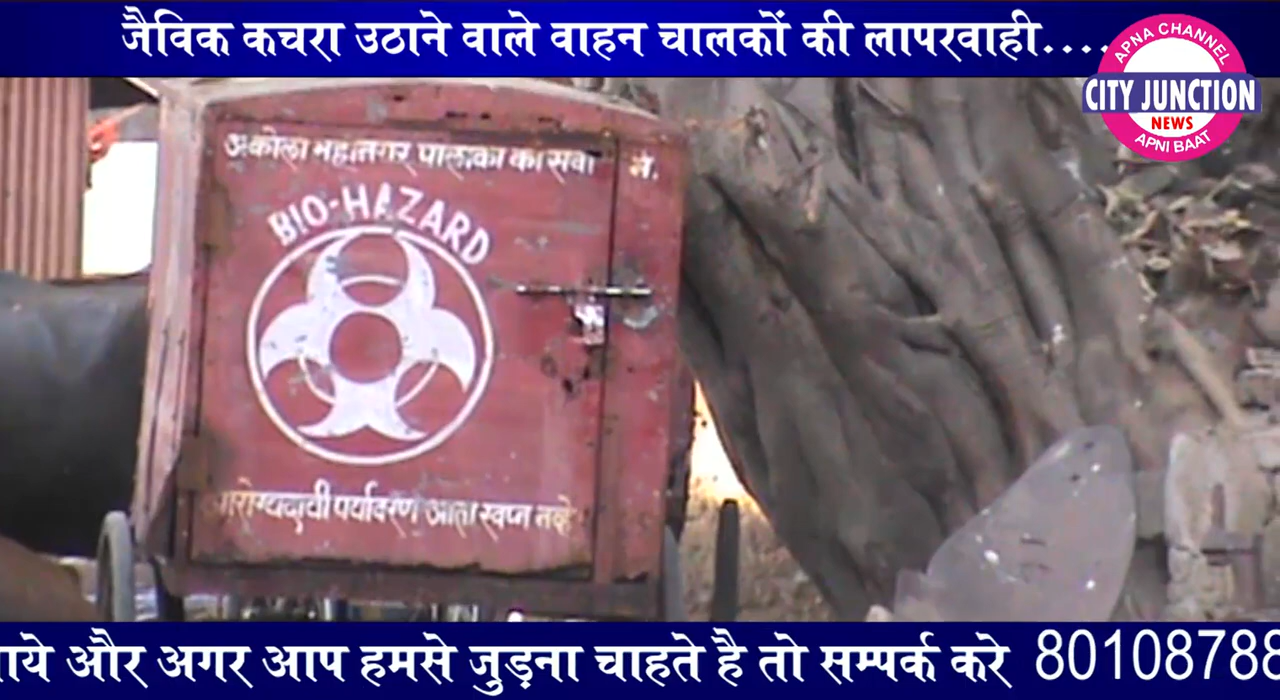 जैविक कचरा उठाने वाले वाहन चालकों की लापरवाही....
APNA CHANNEL
CITY JUNCTION
NEWS
APNI BAAT
अकोला महानगर पालीका का सेवा में.
BIO-HAZARD
आरोग्यदायी पर्यावरण आता स्वप्न नव्हे
ाये और अगर आप हमसे जुड़ना चाहते है तो सम्पर्क करे 80108788